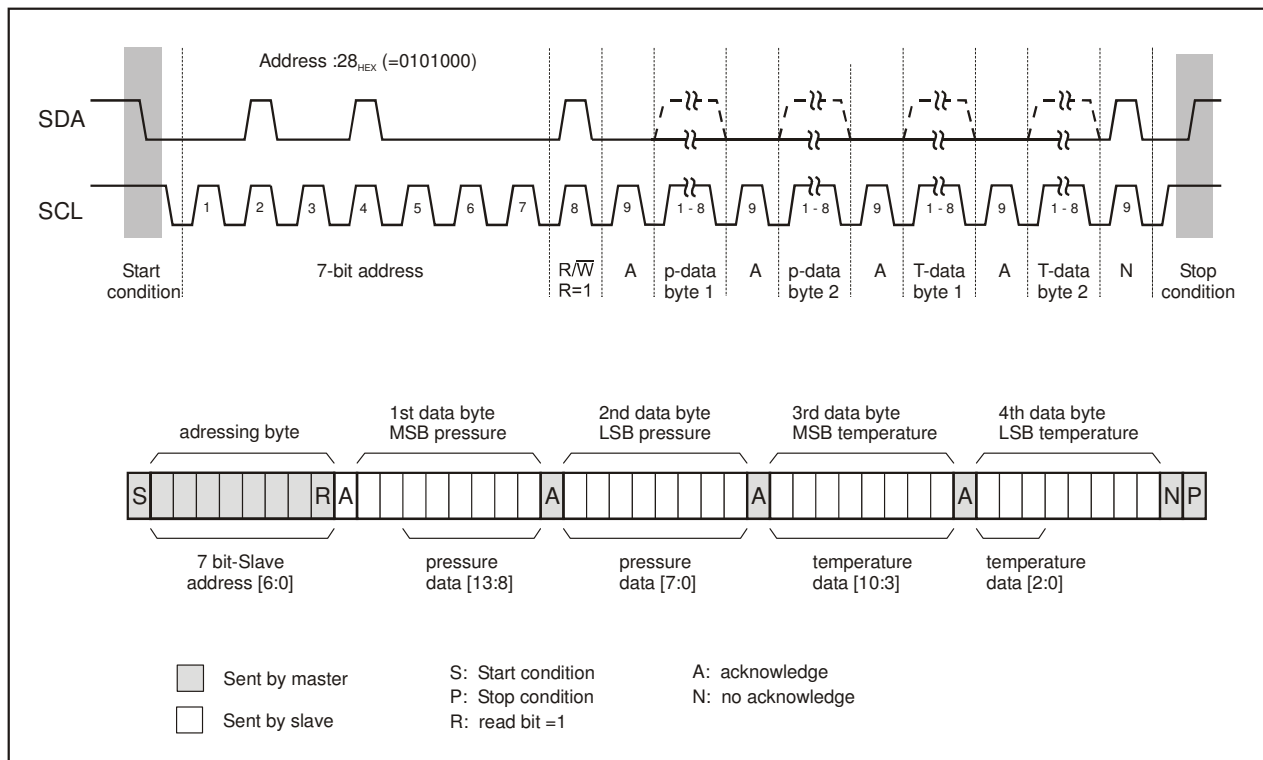 Address :28HEX (=0101000)
SDA
SCL
1 2 3 4 5 6 7 8 9 1 - 8 9 1 - 8 9 1 - 8 9 1 - 8 9
Start condition
7-bit address
R/W̅ R=1
A
p-data byte 1
A
p-data byte 2
A
T-data byte 1
A
T-data byte 2
N
Stop condition
adressing byte
1st data byte
MSB pressure
2nd data byte
LSB pressure
3rd data byte
MSB temperature
4th data byte
LSB temperature
S R A A A A N P
7 bit-Slave
address [6:0]
pressure
data [13:8]
pressure
data [7:0]
temperature
data [10:3]
temperature
data [2:0]
Sent by master
Sent by slave
S: Start condition
P: Stop condition
R: read bit =1
A: acknowledge
N: no acknowledge